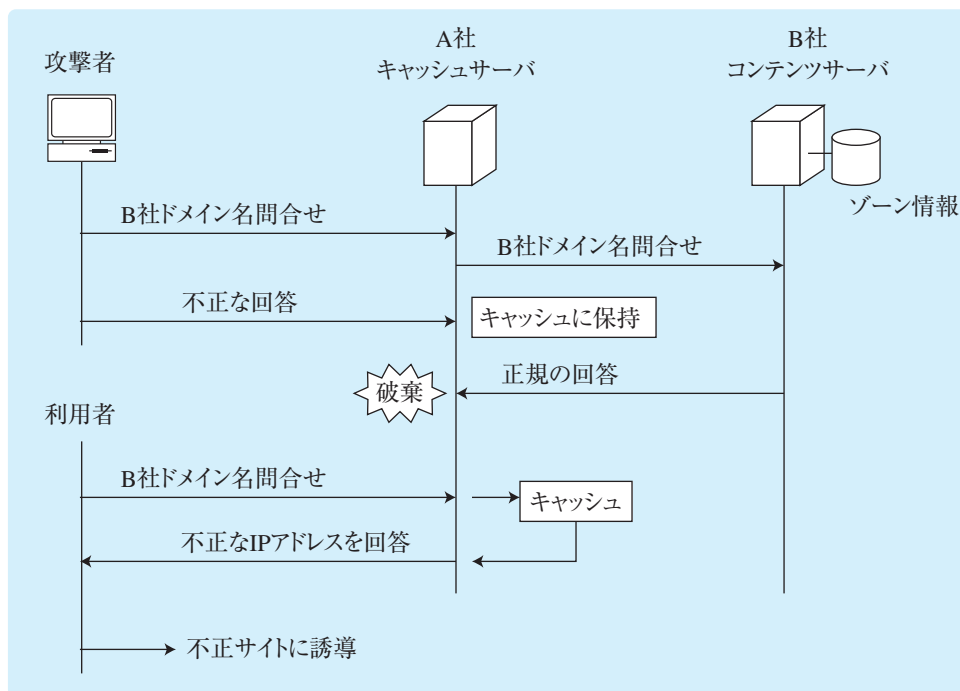 攻撃者
A社
キャッシュサーバ
B社
コンテンツサーバ
ゾーン情報
B社ドメイン名問合せ
B社ドメイン名問合せ
不正な回答
キャッシュに保持
正規の回答
破棄
利用者
B社ドメイン名問合せ
キャッシュ
不正なIPアドレスを回答
不正サイトに誘導